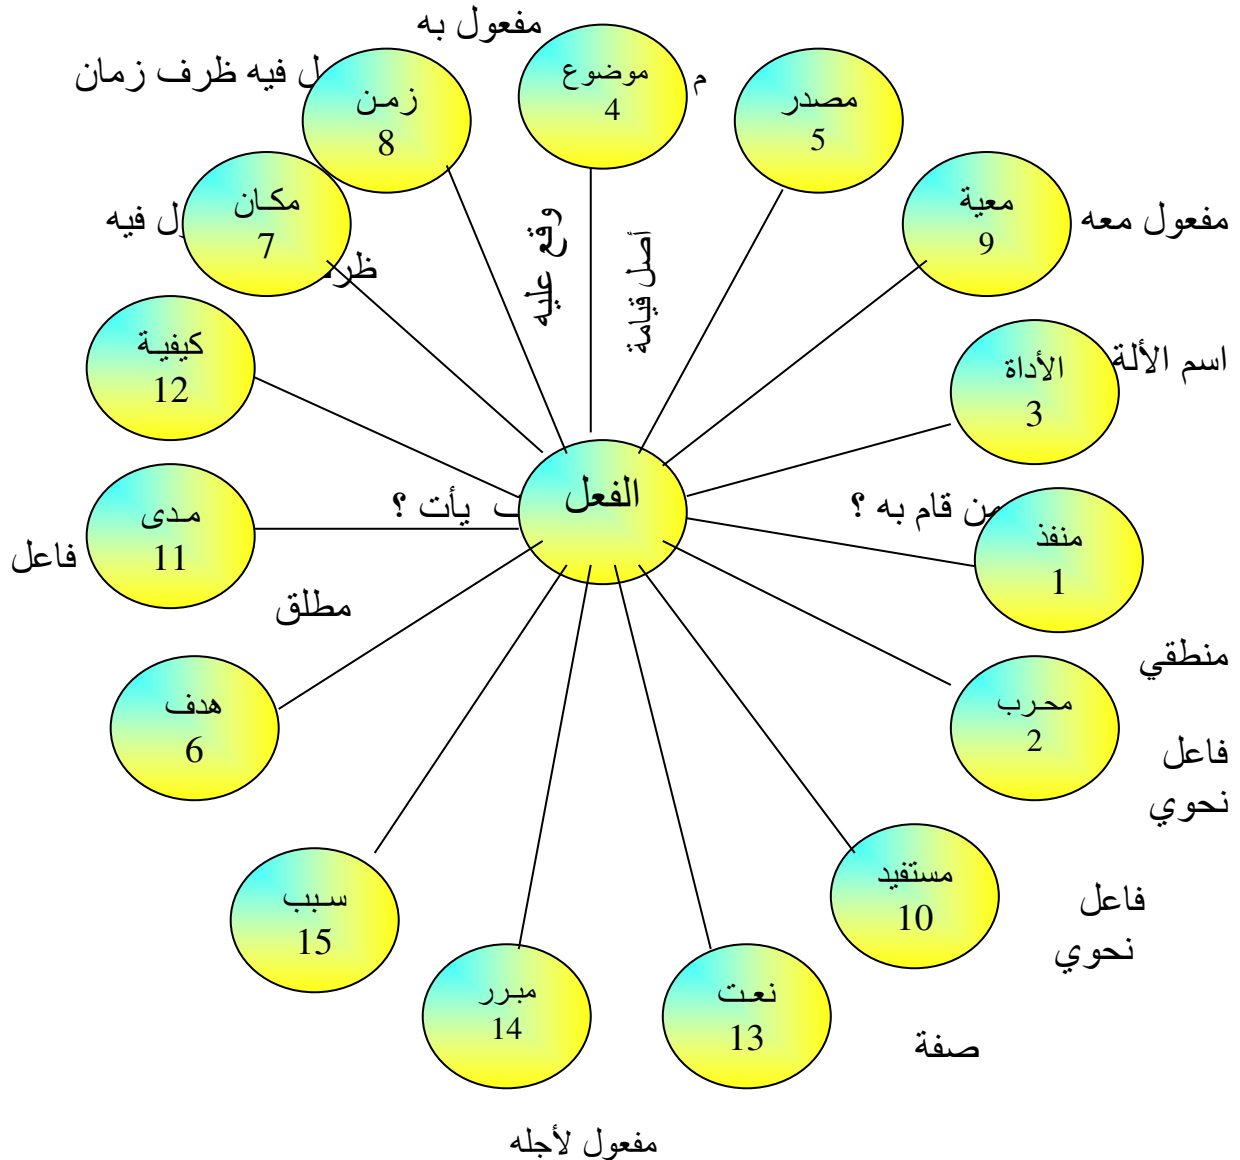 مفعول به
فيه ظرف زمان
موضوع
4
م
زمن
8
مصدر
5
مكان
7
فيه
معية
9
مفعول معه
وقع عليه
أصل قيامة
كيفية
12
الأداة
3
اسم الألة
الفعل
يأت ؟
من قام به ؟
مدى
11
فاعل
منفذ
1
مطلق
منطقي
هدف
6
محرب
2
فاعل
نحوي
مستفيد
10
فاعل
نحوي
سبب
15
مبرر
14
نعت
13
صفة
مفعول لأجله